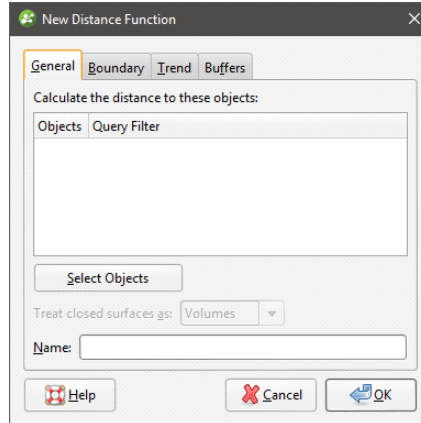 New Distance Function
General Boundary Trend Buffers
Calculate the distance to these objects:
Objects Query Filter
Select Objects
Treat closed surfaces as: Volumes
Name:
Help Cancel OK